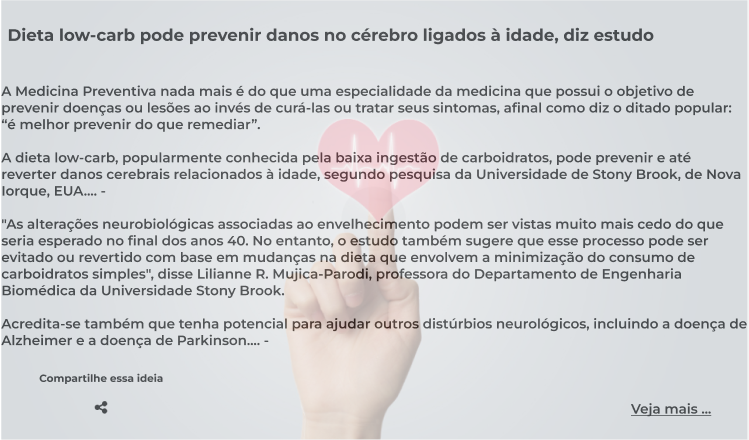 Dieta low-carb pode prevenir danos no cérebro ligados à idade, diz estudo
A Medicina Preventiva nada mais é do que uma especialidade da medicina que possui o objetivo de
prevenir doenças ou lesões ao invés de curá-las ou tratar seus sintomas, afinal como diz o ditado popular:
“é melhor prevenir do que remediar”.
A dieta low-carb, popularmente conhecida pela baixa ingestão de carboidratos, pode prevenir e até
reverter danos cerebrais relacionados à idade, segundo pesquisa da Universidade de Stony Brook, de Nova
Iorque, EUA.... -
"As alterações neurobiológicas associadas ao envelhecimento podem ser vistas muito mais cedo do que
seria esperado no final dos anos 40. No entanto, o estudo também sugere que esse processo pode ser
evitado ou revertido com base em mudanças na dieta que envolvem a minimização do consumo de
carboidratos simples", disse Lilianne R. Mujica-Parodi, professora do Departamento de Engenharia
Biomédica da Universidade Stony Brook.
Acredita-se também que tenha potencial para ajudar outros distúrbios neurológicos, incluindo a doença de
Alzheimer e a doença de Parkinson.... -
Compartilhe essa ideia
Veja mais ...